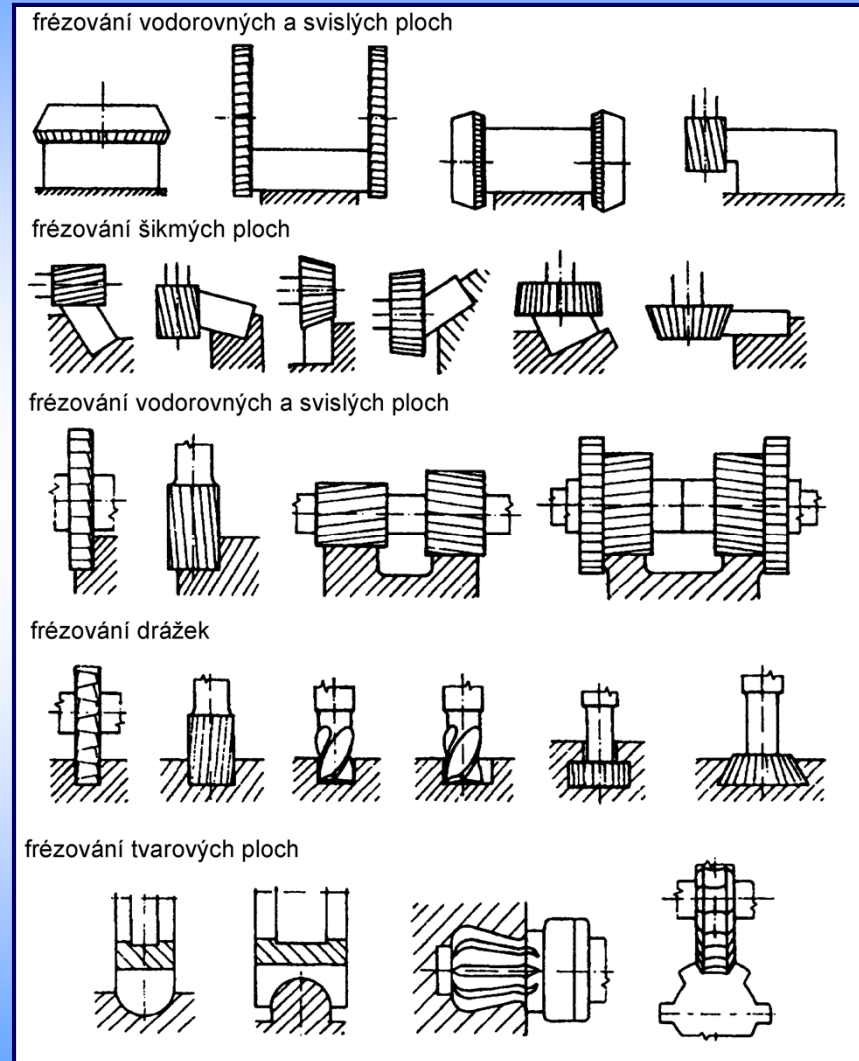 frézování vodorovných a svislých ploch
frézování šikmých ploch
frézování vodorovných a svislých ploch
frézování drážek
frézování tvarových ploch